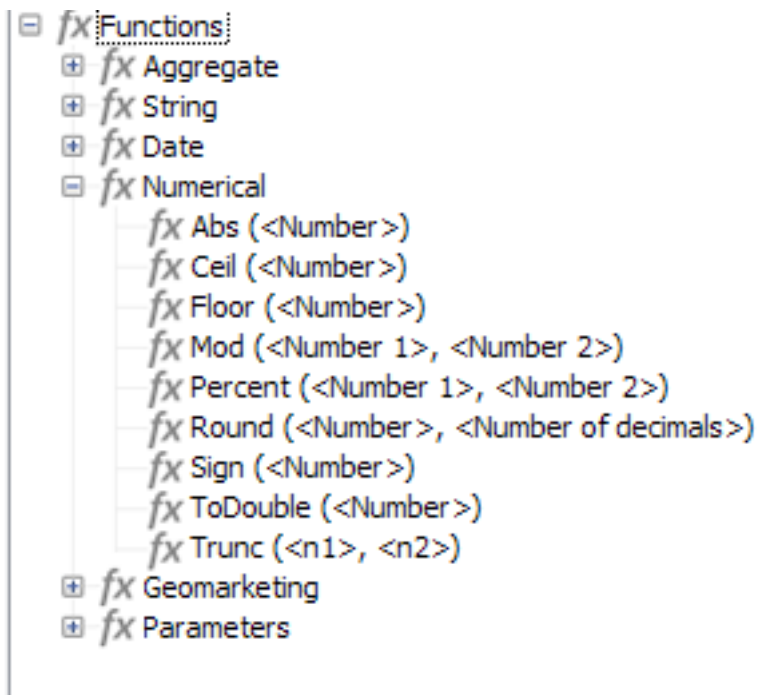 fx Functions
fx Aggregate
fx String
fx Date
fx Numerical
fx Abs (<Number>)
fx Ceil (<Number>)
fx Floor (<Number>)
fx Mod (<Number 1>, <Number 2>)
fx Percent (<Number 1>, <Number 2>)
fx Round (<Number>, <Number of decimals>)
fx Sign (<Number>)
fx ToDouble (<Number>)
fx Trunc (<n1>, <n2>)
fx Geomarketing
fx Parameters